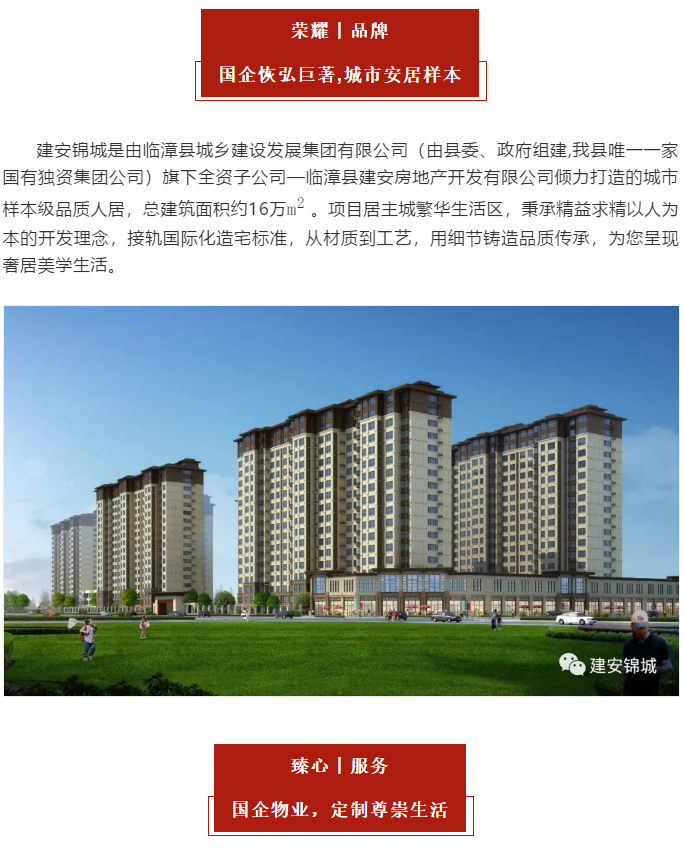 荣耀丨品牌
国企恢弘巨著,城市安居样本
建安锦城是由临漳县城乡建设发展集团有限公司（由县委、政府组建,我县唯一一家
国有独资集团公司）旗下全资子公司—临漳县建安房地产开发有限公司倾力打造的城市
样本级品质人居，总建筑面积约16万m²。项目居主城繁华生活区，秉承精益求精以人为
本的开发理念，接轨国际化造宅标准，从材质到工艺，用细节铸造品质传承，为您呈现
奢居美学生活。
建安锦城
臻心丨服务
国企物业，定制尊崇生活